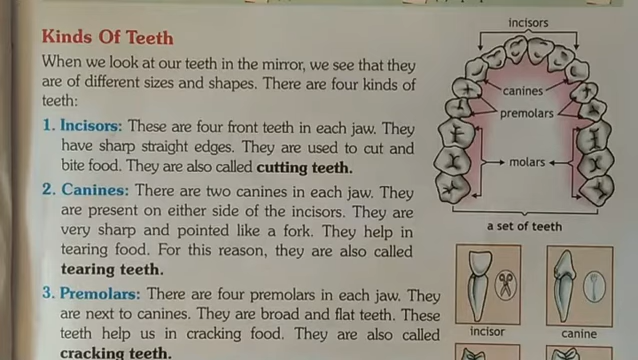 Kinds Of Teeth
When we look at our teeth in the mirror, we see that they
are of different sizes and shapes. There are four kinds of
teeth:
1. Incisors: These are four front teeth in each jaw. They
have sharp straight edges. They are used to cut and
bite food. They are also called cutting teeth.
2. Canines: There are two canines in each jaw. They
are present on either side of the incisors. They are
very sharp and pointed like a fork. They help in
tearing food. For this reason, they are also called
tearing teeth.
3. Premolars: There are four premolars in each jaw. They
are next to canines. They are broad and flat teeth. These
teeth help us in cracking food. They are also called
cracking teeth.
incisors
canines
premolars
molars
a set of teeth
incisor
canine